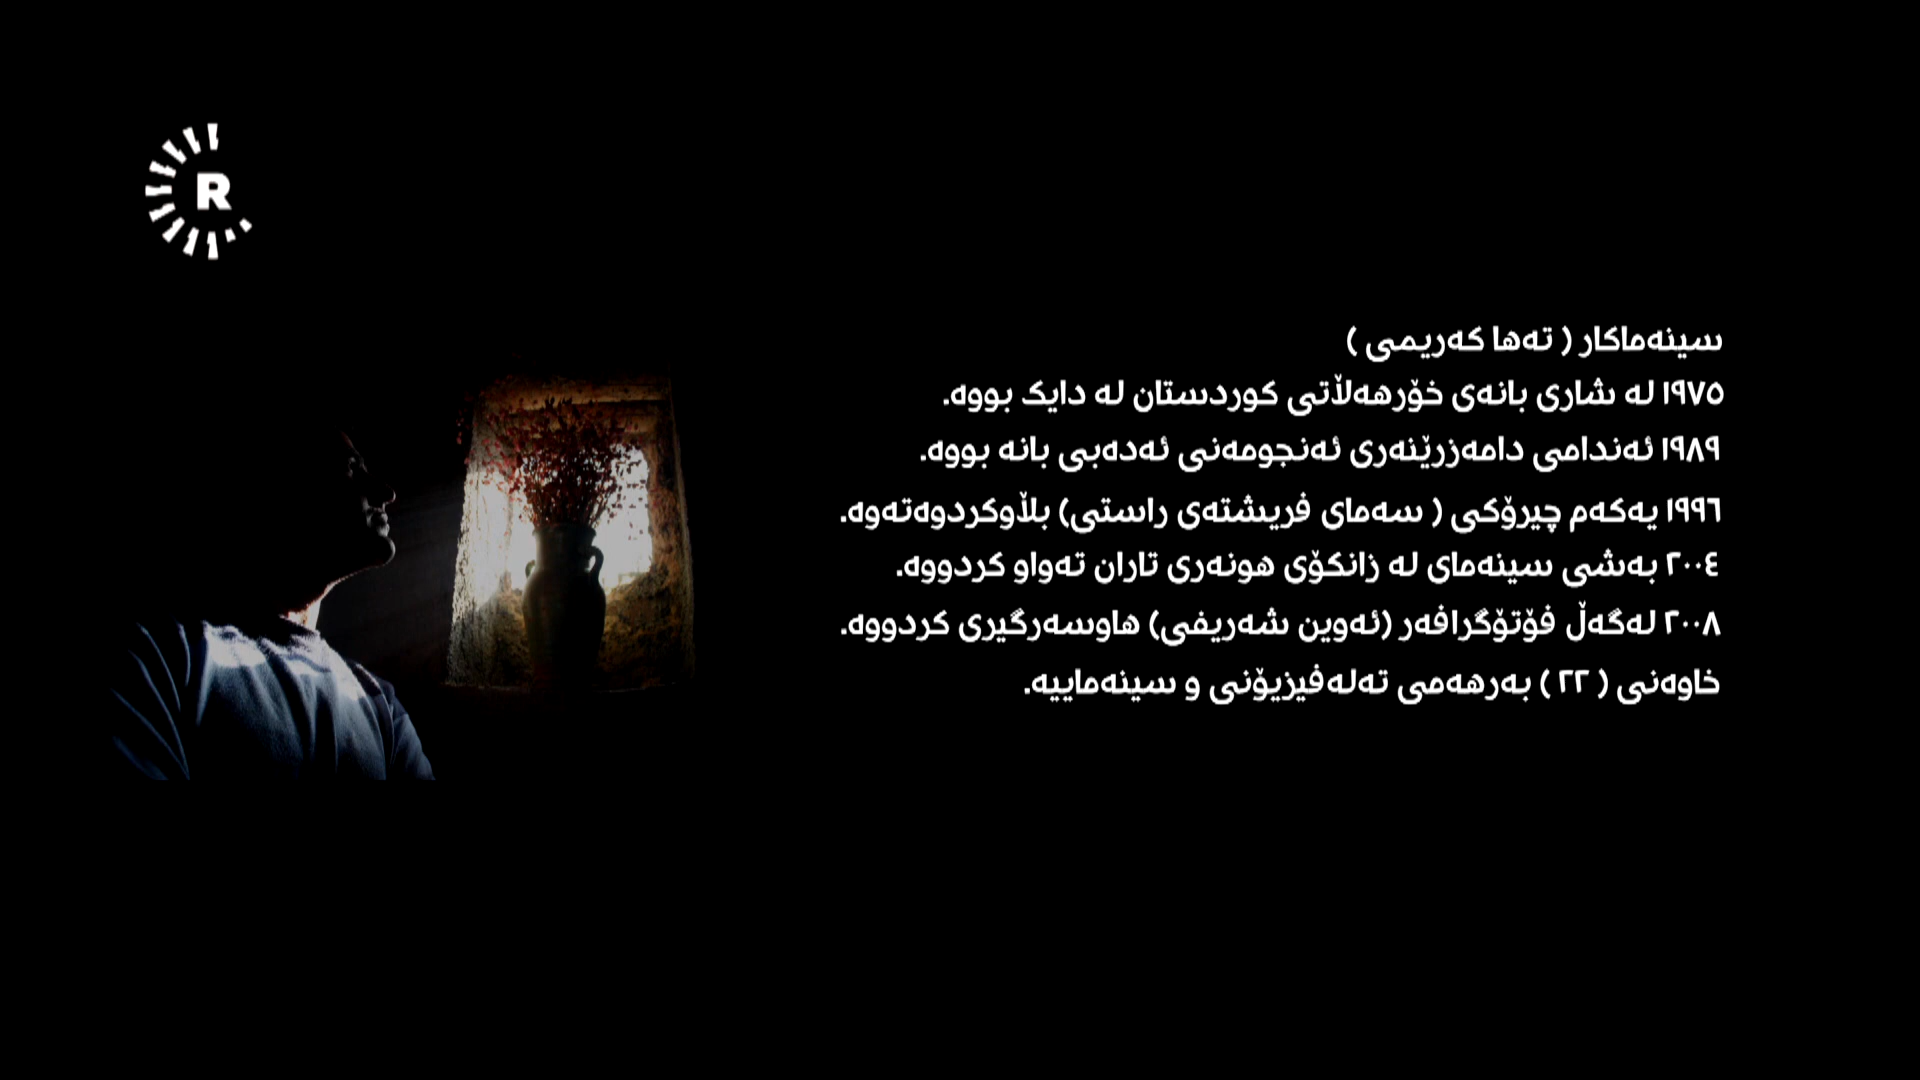 R
سینەماکار ( تەها کەریمی )
١٩٧٥ لە شاری بانەی خۆرهەڵاتی کوردستان لە دایک بووە.
١٩٨٩ ئەندامی دامەزرێنەری ئەنجومەنی ئەدەبی بانە بووە.
١٩٩٦ یەکەم چیرۆکی ( سەمای فریشتەی راستی) بڵاوکردوەتەوە.
٢٠٠٤ بەشی سینەمای لە زانکۆی هونەری تاران تەواو کردووە.
٢٠٠٨ لەگەڵ فۆتۆگرافەر (ئەوین شەریفی) هاوسەرگیری کردووە.
خاوەنی ( ٢٢ ) بەرهەمی تەلەفیزیۆنی و سینەماییە.